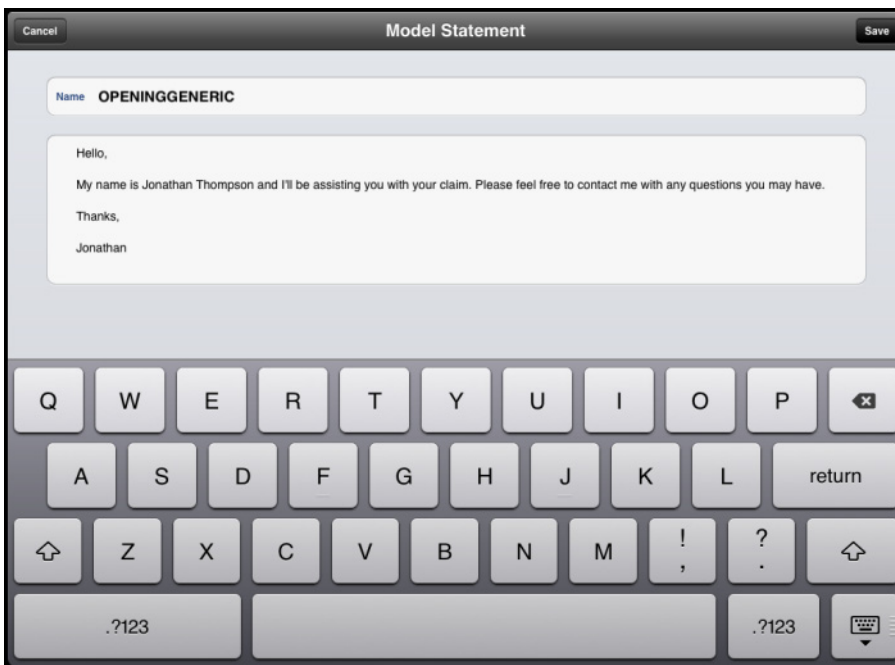 Cancel
Model Statement
Save
Name OPENINGGENERIC
Hello,
My name is Jonathan Thompson and I'll be assisting you with your claim. Please feel free to contact me with any questions you may have.
Thanks,
Jonathan
Q W E R T Y U I O P
A S D F G H J K L return
Z X C V B N M ! , ? .
.?123 .?123